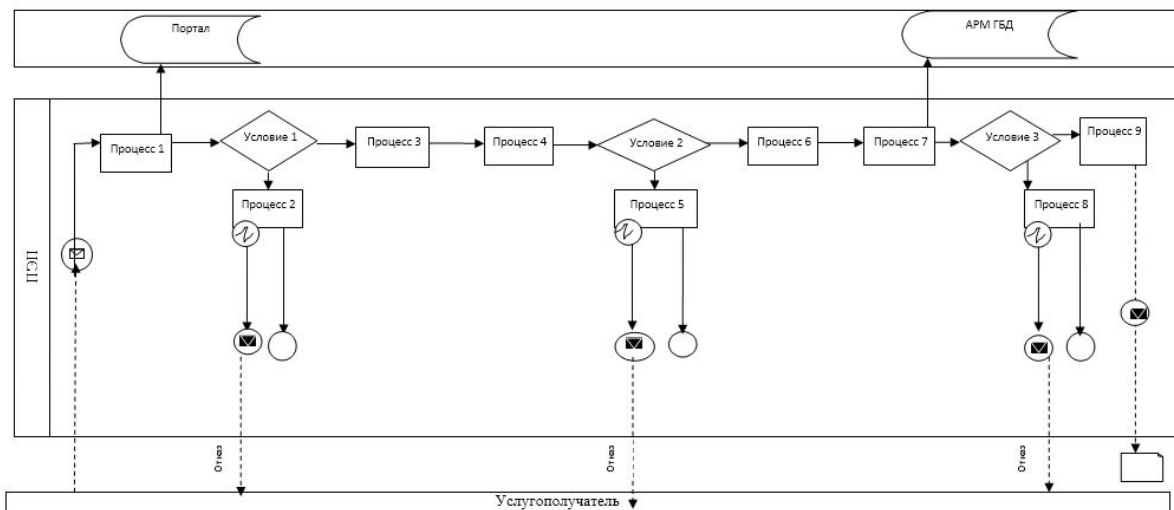 Портал
АРМ ГБД
ПЭП
Процесс 1
Условие 1
Процесс 3
Процесс 4
Условие 2
Процесс 6
Процесс 7
Условие 3
Процесс 9
Процесс 2
Процесс 5
Процесс 8
Отказ
Отказ
Отказ
Услугополучатель